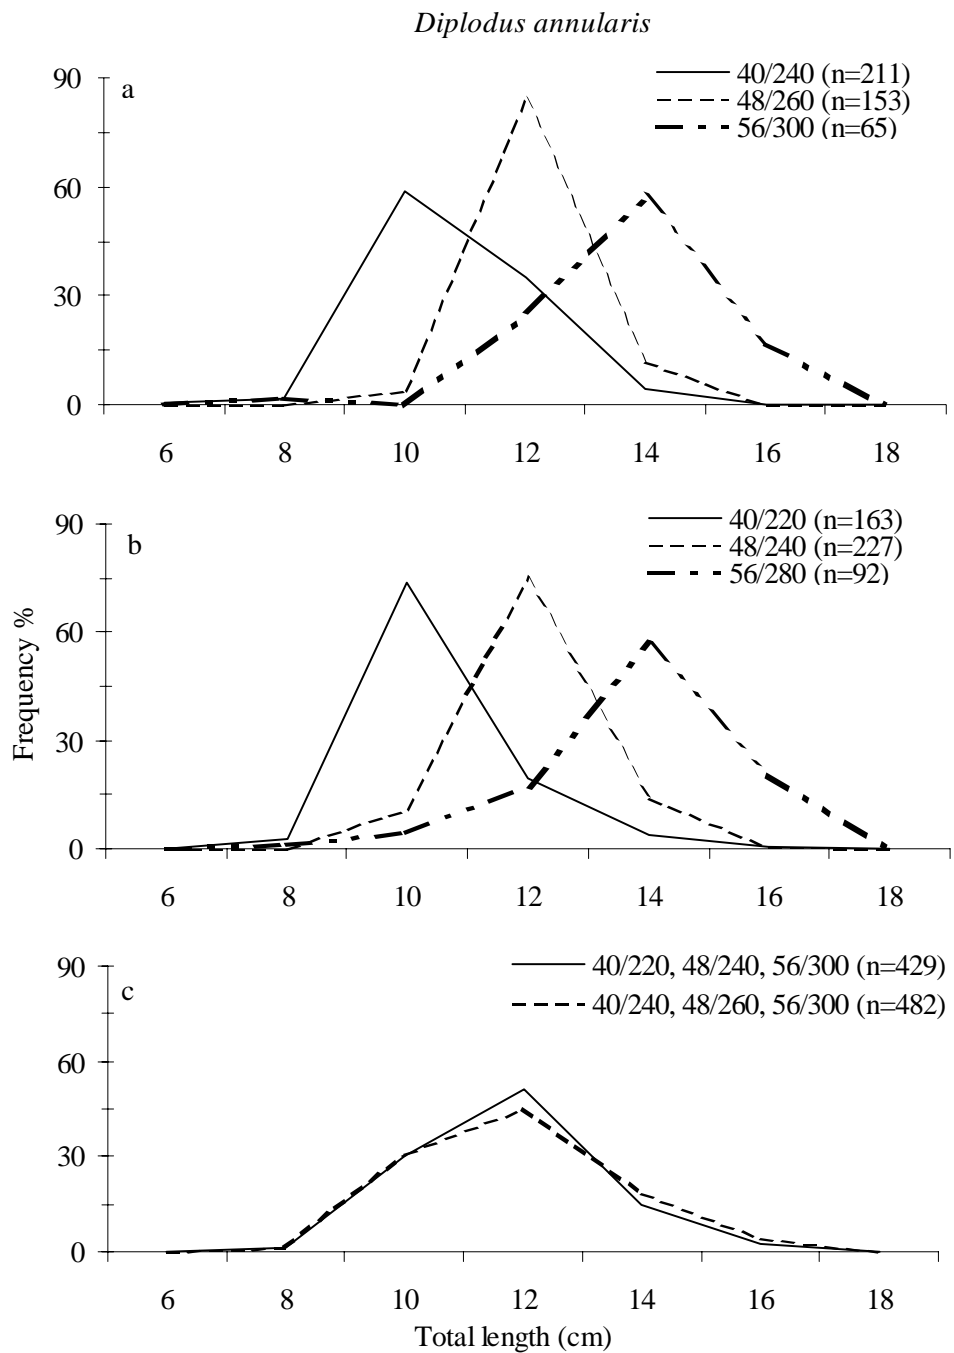 Diplodus annularis
90
a
40/240 (n=211)
48/260 (n=153)
56/300 (n=65)
60
30
0
6 8 10 12 14 16 18
90
b
40/220 (n=163)
48/240 (n=227)
56/280 (n=92)
60
Frequency %
30
0
6 8 10 12 14 16 18
90
c
40/220, 48/240, 56/300 (n=429)
40/240, 48/260, 56/300 (n=482)
60
30
0
6 8 10 12 14 16 18
Total length (cm)